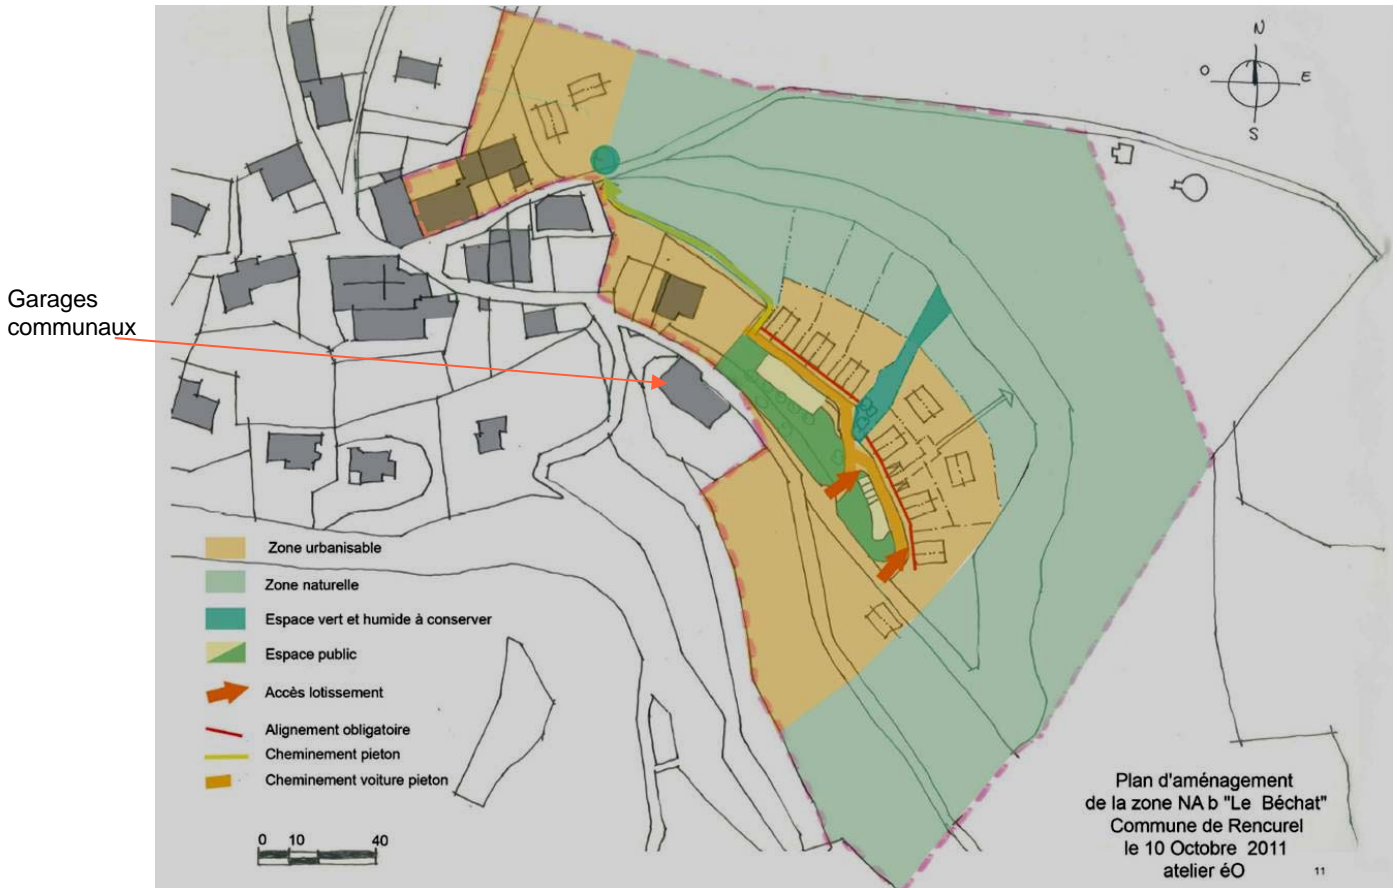 N
O
E
S
Garages
communaux
Zone urbanisable
Zone naturelle
Espace vert et humide à conserver
Espace public
Accès lotissement
Alignement obligatoire
Cheminement pieton
Cheminement voiture pieton
0 10 40
Plan d'aménagement
de la zone NA b "Le Béchat"
Commune de Rencurel
le 10 Octobre 2011
atelier éO
11